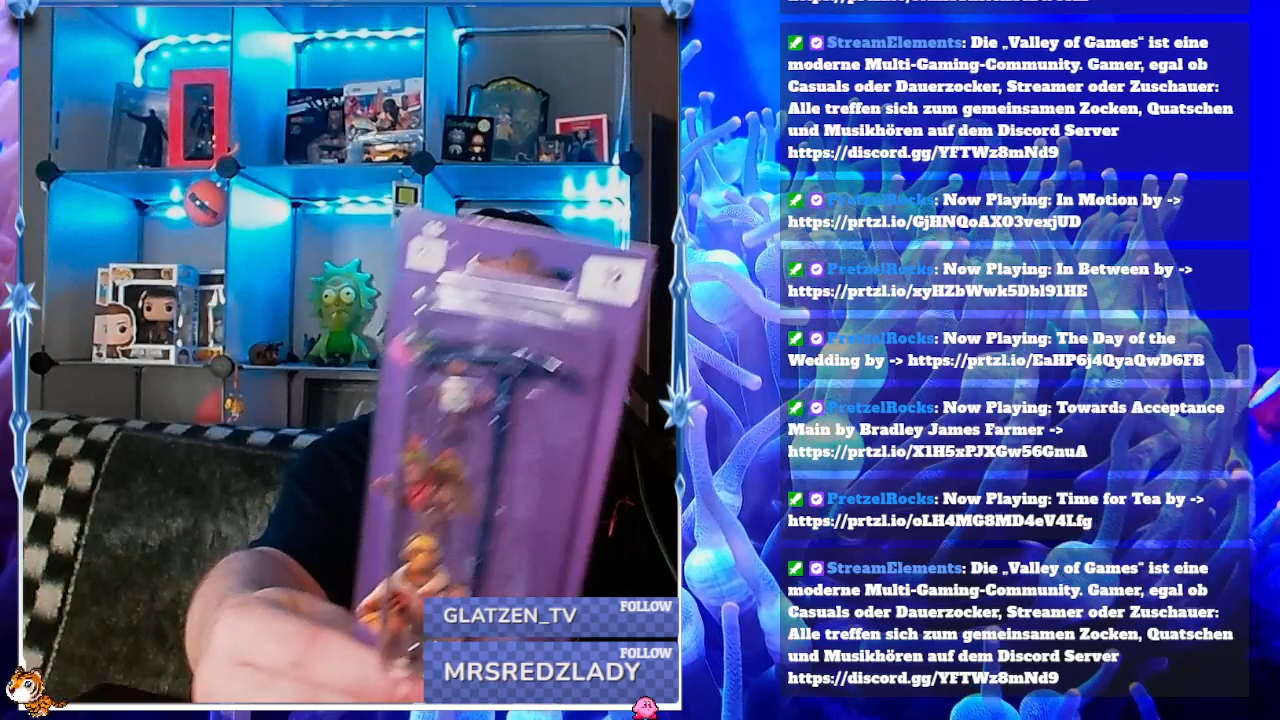 GLATZEN_TV
FOLLOW
MRSREDZLADY
FOLLOW
StreamElements: Die „Valley of Games“ ist eine
moderne Multi-Gaming-Community. Gamer, egal ob
Casuals oder Dauerzocker, Streamer oder Zuschauer:
Alle treffen sich zum gemeinsamen Zocken, Quatschen
und Musikhören auf dem Discord Server
https://discord.gg/YFTWz8mNd9
PretzelRocks: Now Playing: In Motion by ->
https://prtzl.io/GjHNQoAXO3vexjUD
PretzelRocks: Now Playing: In Between by ->
https://prtzl.io/xyHZbWwk5Dbl91HE
PretzelRocks: Now Playing: The Day of the
Wedding by -> https://prtzl.io/EaHP6j4QyaQwD6FB
PretzelRocks: Now Playing: Towards Acceptance
Main by Bradley James Farmer ->
https://prtzl.io/X1H5xPJXGw56GnuA
PretzelRocks: Now Playing: Time for Tea by ->
https://prtzl.io/oLH4MG8MD4eV4Lfg
StreamElements: Die „Valley of Games“ ist eine
moderne Multi-Gaming-Community. Gamer, egal ob
Casuals oder Dauerzocker, Streamer oder Zuschauer:
Alle treffen sich zum gemeinsamen Zocken, Quatschen
und Musikhören auf dem Discord Server
https://discord.gg/YFTWz8mNd9